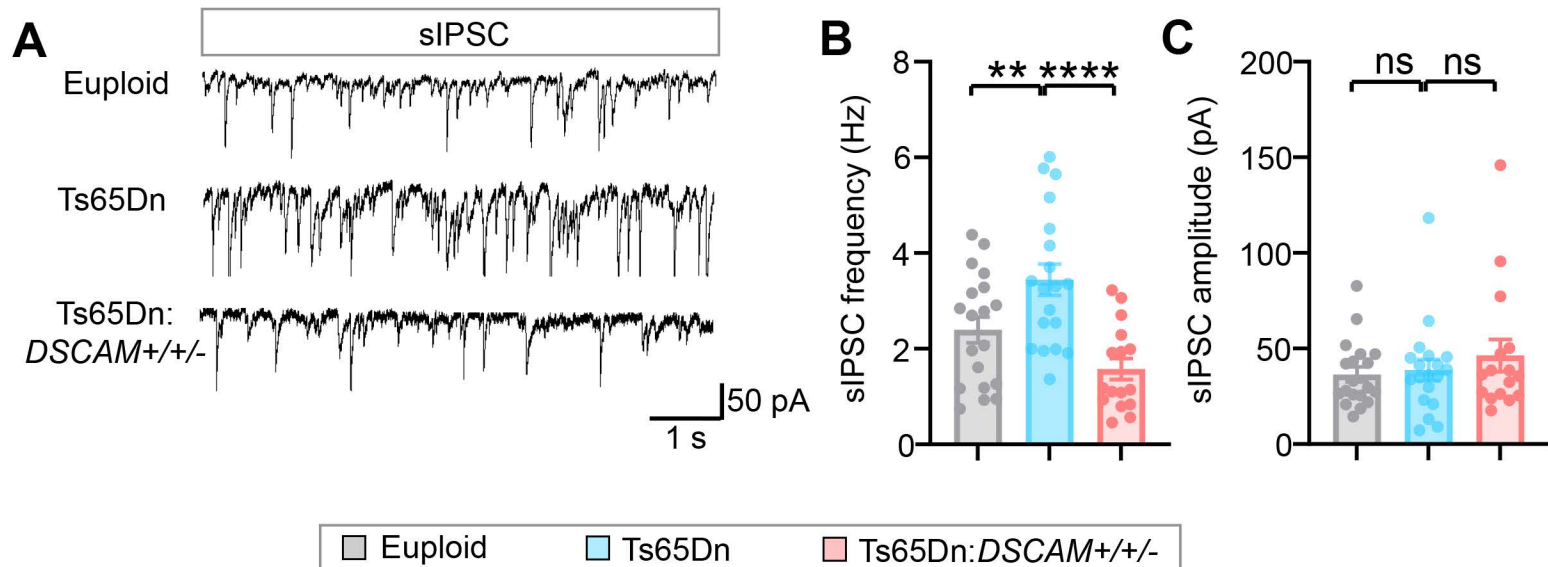 A
sIPSC
Euploid
Ts65Dn
Ts65Dn:
DSCAM+/+/-
50 pA
1 s
B
sIPSC frequency (Hz)
8
6
4
2
0
** ****
C
sIPSC amplitude (pA)
200
150
100
50
0
ns ns
Euploid Ts65Dn Ts65Dn:DSCAM+/+/-